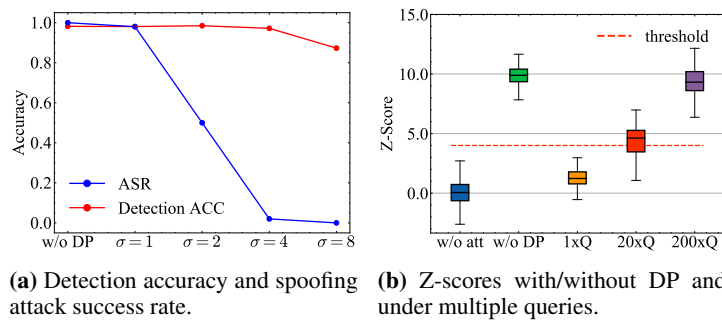 1.0
0.8
0.6
0.4
0.2
0.0
Accuracy
ASR
Detection ACC
w/o DP σ = 1 σ = 2 σ = 4 σ = 8
(a) Detection accuracy and spoofing
attack success rate.
threshold
10.0
5.0
0.0
Z-Score
w/o att w/o DP 1xQ 20xQ 200xQ
(b) Z-scores with/without DP and
under multiple queries.